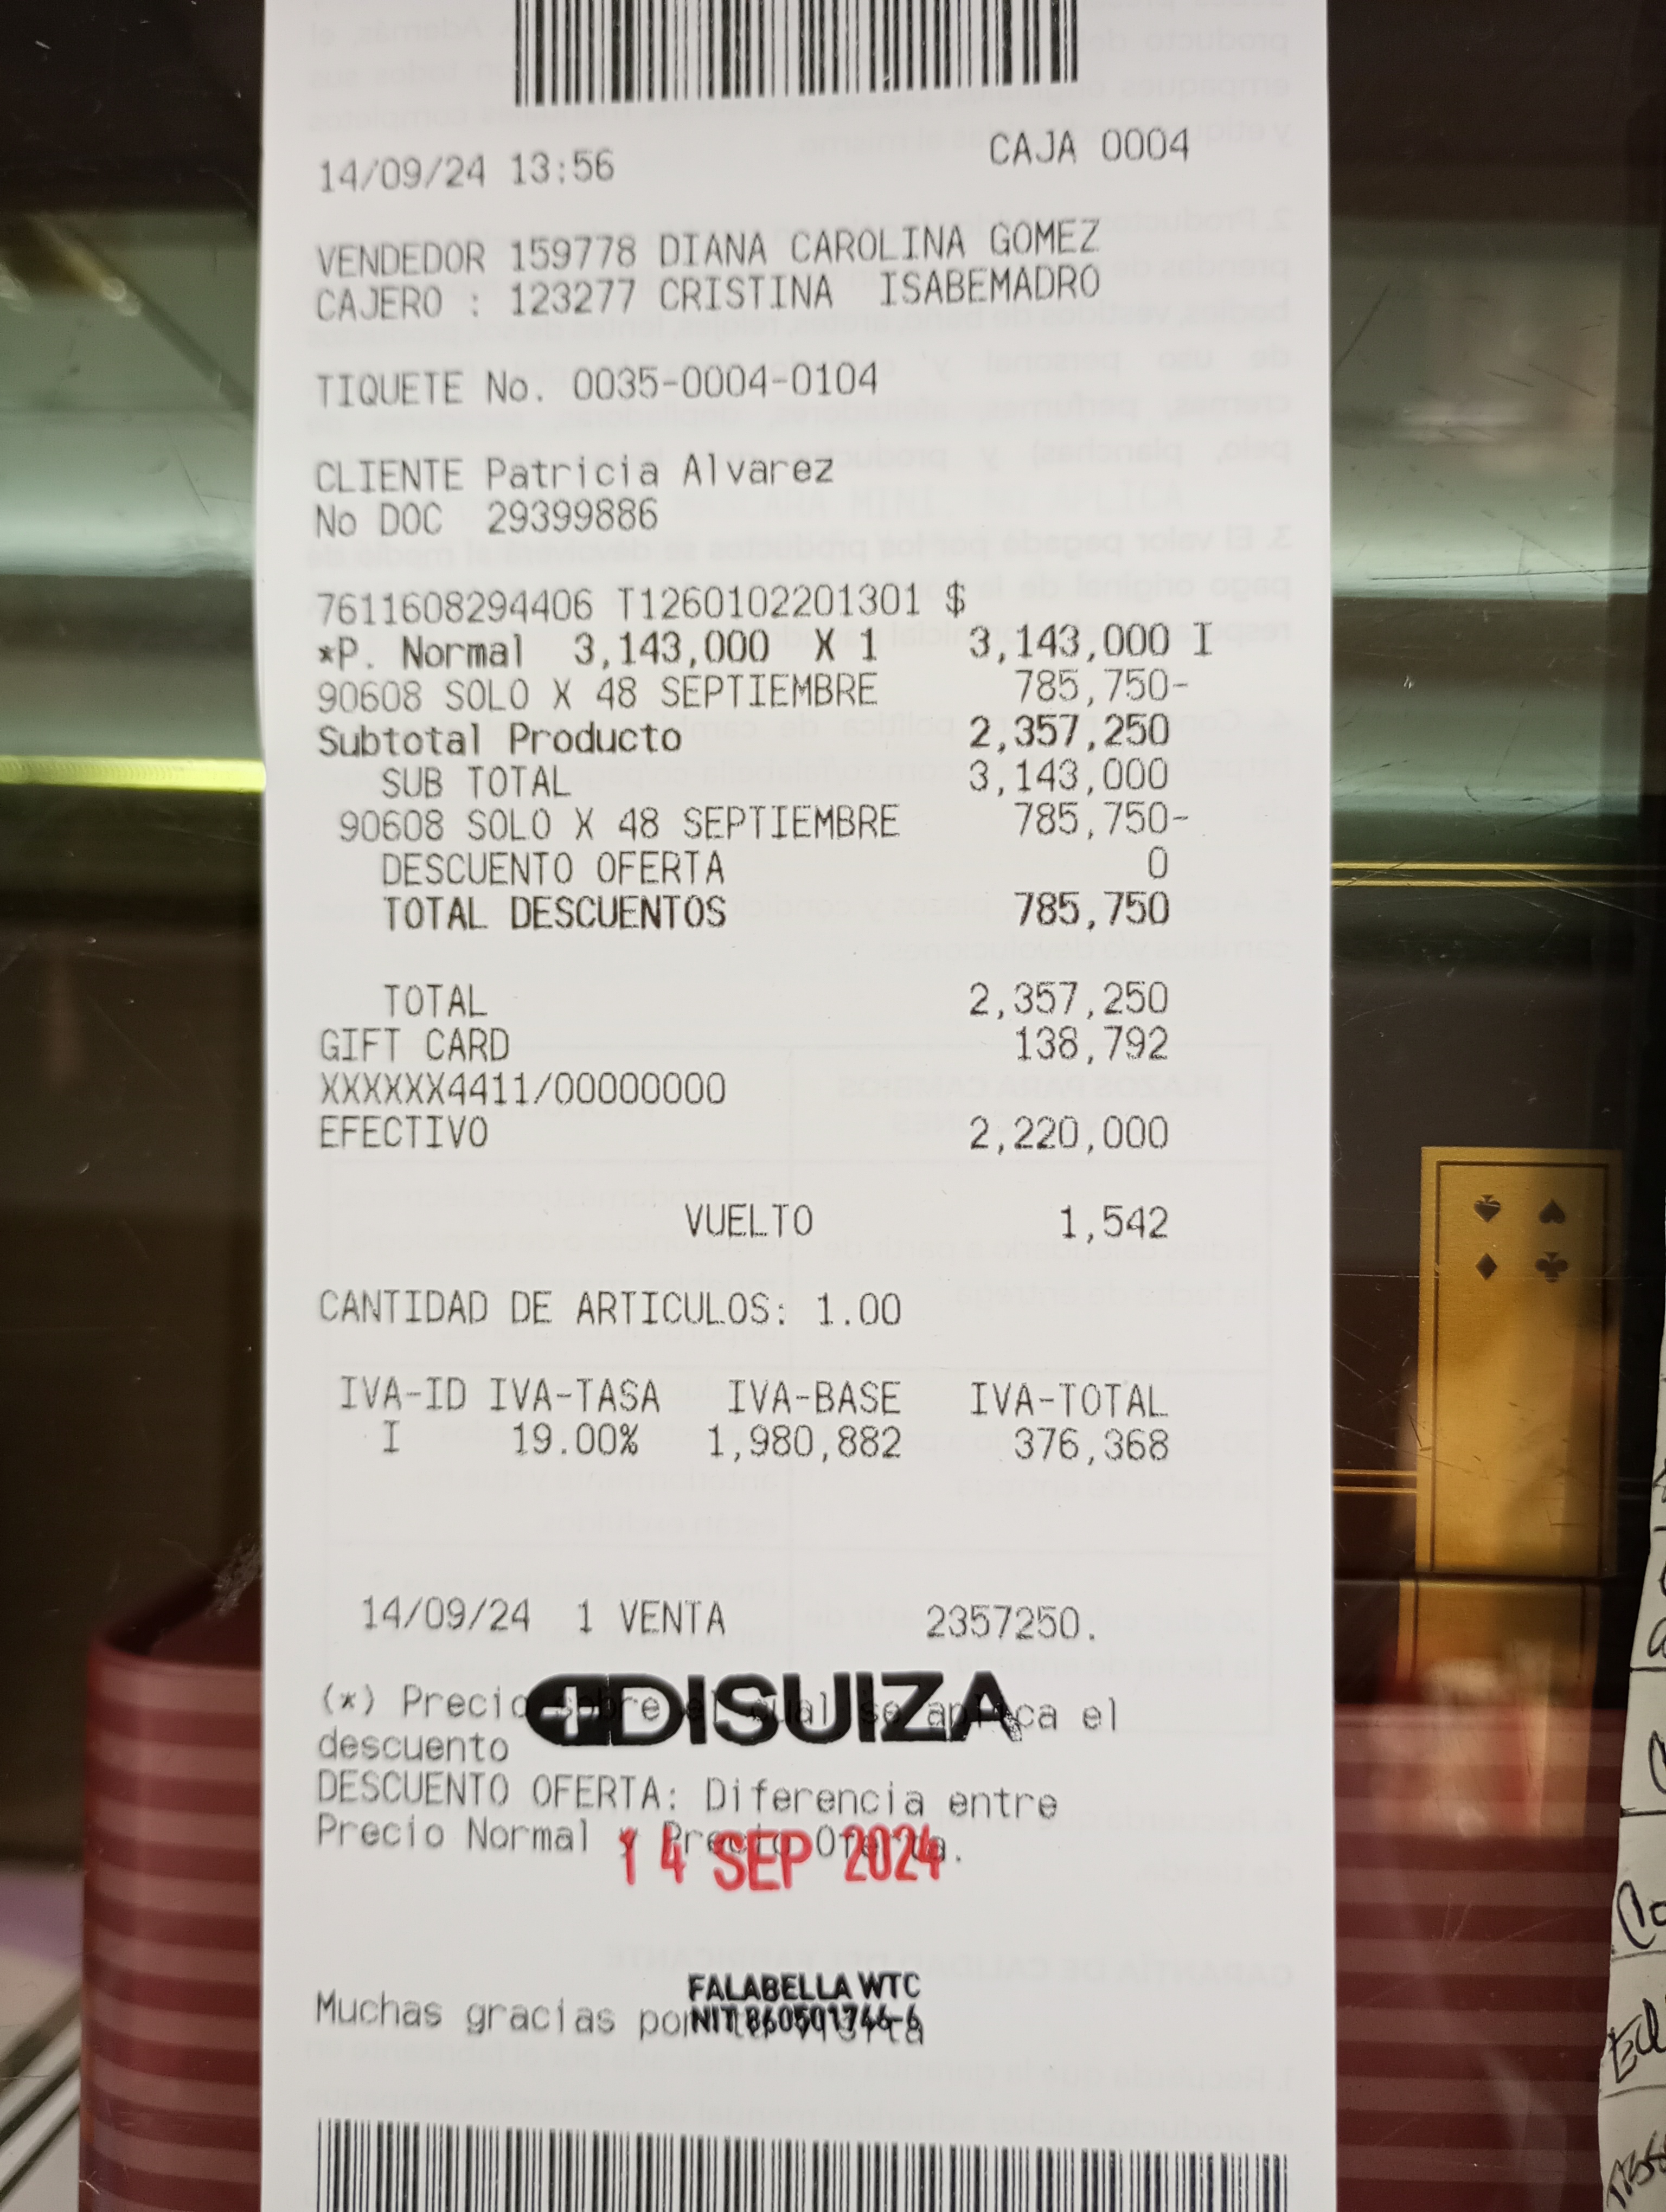 14/09/24 13:56 CAJA 0004
VENDEDOR 159778 DIANA CAROLINA GOMEZ
CAJERO : 123277 CRISTINA ISABEMADRO
TIQUETE No. 0035-0004-0104
CLIENTE Patricia Alvarez
No DOC 29399886
7611608294406 T1260102201301 $
*P. Normal 3,143,000 X 1 3,143,000 I
90608 SOLO X 48 SEPTIEMBRE 785,750-
Subtotal Producto 2,357,250
SUB TOTAL 3,143,000
90608 SOLO X 48 SEPTIEMBRE 785,750-
DESCUENTO OFERTA 0
TOTAL DESCUENTOS 785,750
TOTAL 2,357,250
GIFT CARD 138,792
XXXXXX4411/00000000
EFECTIVO 2,220,000
VUELTO 1,542
CANTIDAD DE ARTICULOS: 1.00
IVA-ID IVA-TASA IVA-BASE IVA-TOTAL
I 19.00% 1,980,882 376,368
14/09/24 1 VENTA 2357250.
DISUIZA
(*) Precio sobre el cual se aplica el
descuento
DESCUENTO OFERTA: Diferencia entre
Precio Normal y Precio Oferta.
14 SEP 2024
FALABELLA WTC
NIT 860501746-6
Muchas gracias por